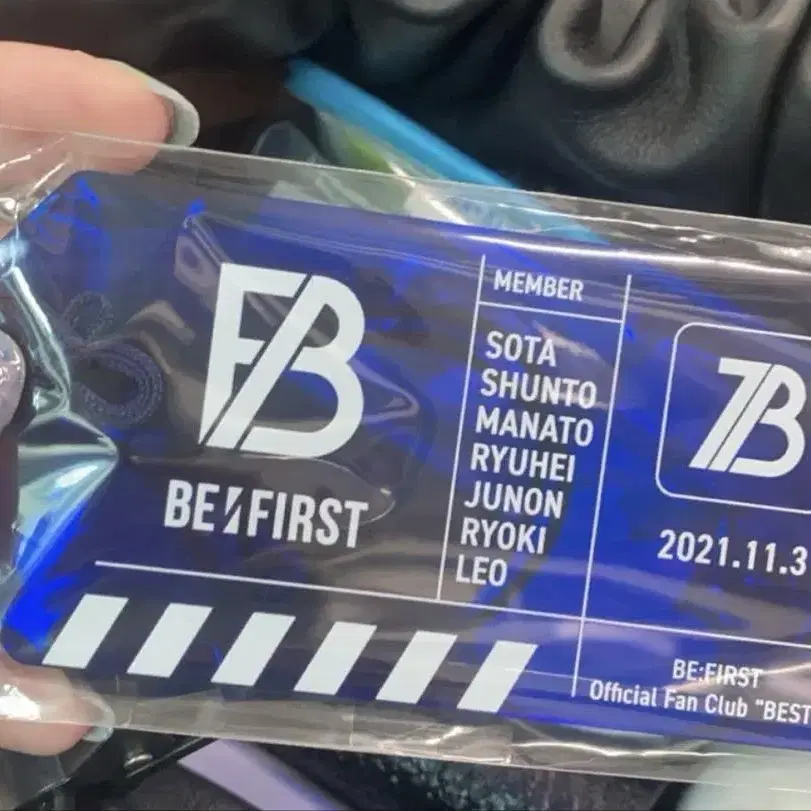 BE:FIRST
MEMBER
SOTA
SHUNTO
MANATO
RYUHEI
JUNON
RYOKI
LEO
7B
2021.11.3
BE:FIRST
Official Fan Club "BEST